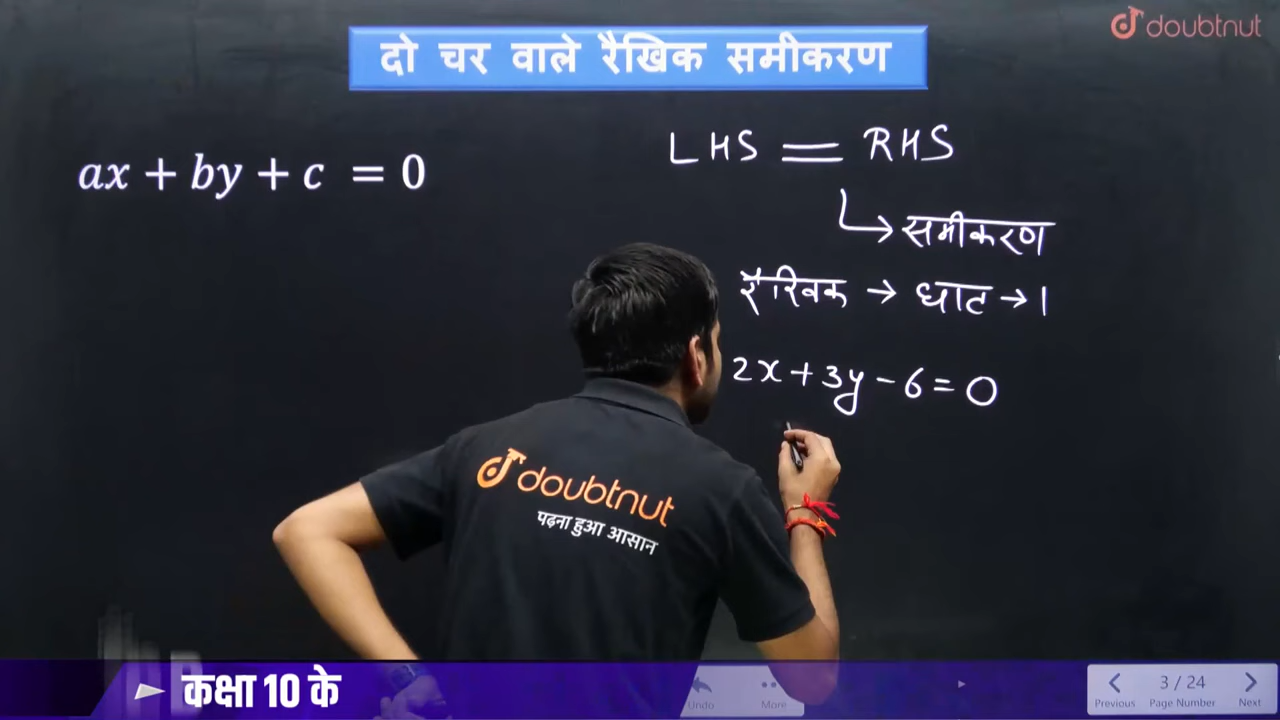 doubtnut
दो चर वाले रैखिक समीकरण
ax + by + c = 0
LHS = RHS
↳ समीकरण
रैखिक → घात → 1
2x + 3y - 6 = 0
doubtnut
पढ़ना हुआ आसान
कक्षा 10 के
Undo
More
3 / 24
Previous Page Number Next